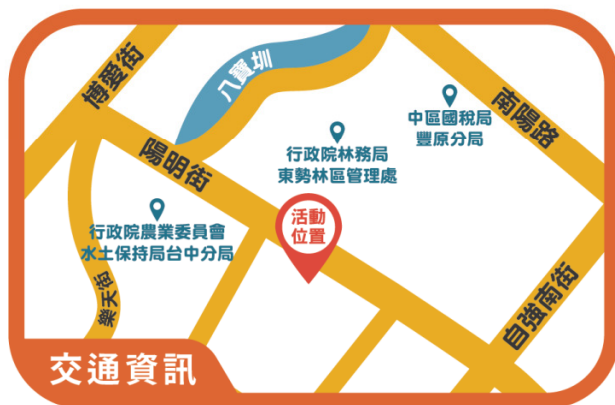 博愛街
八寶圳
中區國稅局
豐原分局
南陽路
陽明街
行政院林務局
東勢林區管理處
行政院農業委員會
水土保持局台中分局
活動
位置
樂天街
自強南街
交通資訊